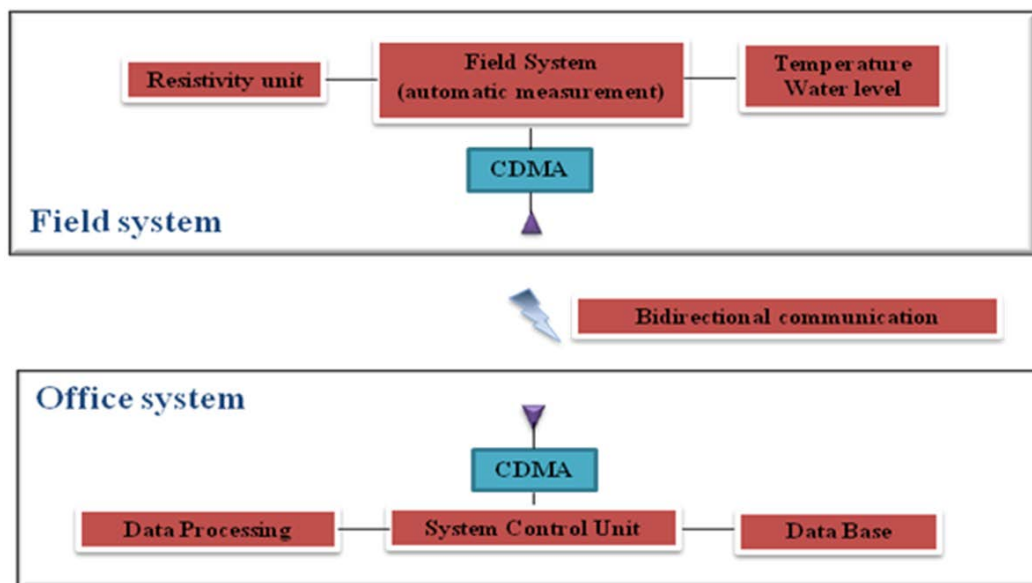 Resistivity unit
Field System
(automatic measurement)
Temperature
Water level
CDMA
Field system
Bidirectional communication
Office system
CDMA
Data Processing
System Control Unit
Data Base